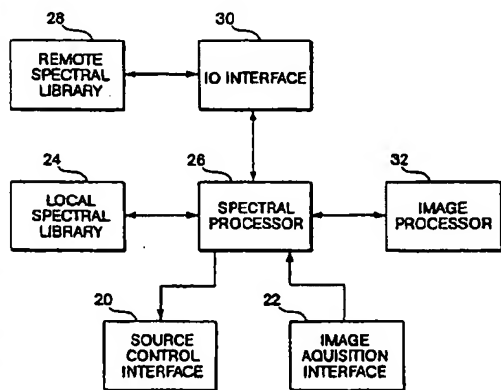 28
30
REMOTE
SPECTRAL
LIBRARY
IO INTERFACE
24
26
32
LOCAL
SPECTRAL
LIBRARY
SPECTRAL
PROCESSOR
IMAGE
PROCESSOR
20
22
SOURCE
CONTROL
INTERFACE
IMAGE
AQUISITION
INTERFACE